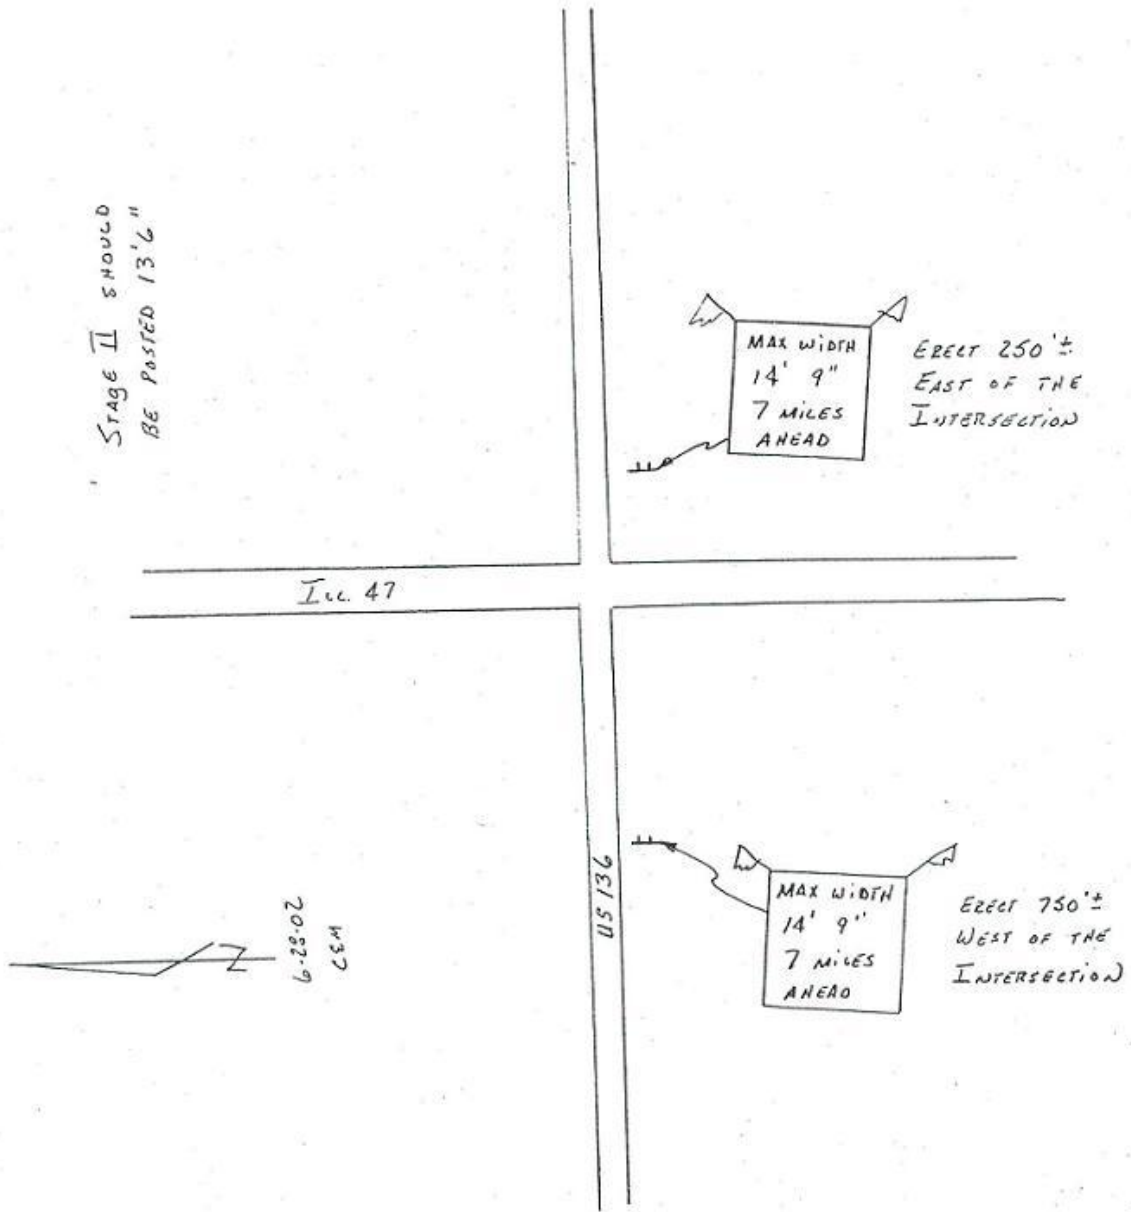 STAGE II SHOULD
BE POSTED 13'6"
MAX WIDTH
14' 9"
7 MILES
AHEAD
ERECT 250'±
EAST OF THE
INTERSECTION
ILL. 47
US 136
MAX WIDTH
14' 9"
7 MILES
AHEAD
ERECT 750'±
WEST OF THE
INTERSECTION
Z
6-28-02
CEM